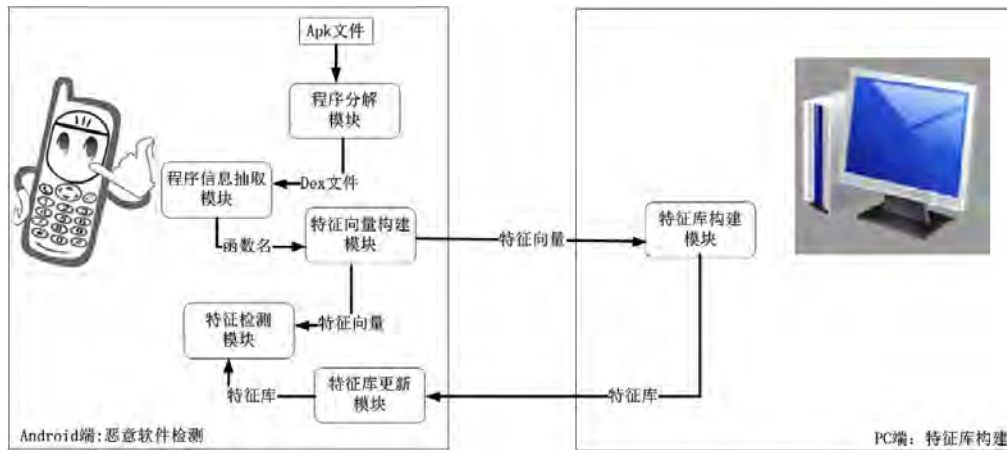 Apk文件
程序分解
模块
Dex文件
程序信息抽取
模块
函数名
特征向量构建
模块
特征向量
特征库构建
模块
特征向量
特征检测
模块
特征库
特征库更新
模块
特征库
Android端:恶意软件检测
PC端: 特征库构建